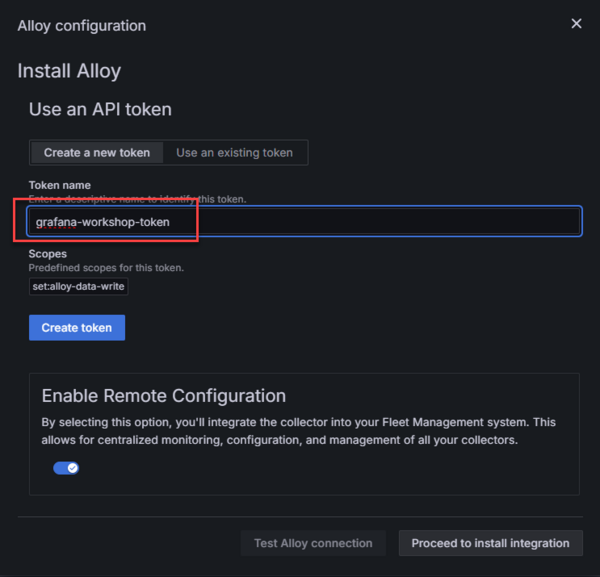 Alloy configuration
Install Alloy
Use an API token
Create a new token Use an existing token
Token name
Enter a descriptive name to identify this token.
grafana-workshop-token
Scopes
Predefined scopes for this token.
set:alloy-data-write
Create token
Enable Remote Configuration
By selecting this option, you'll integrate the collector into your Fleet Management system. This
allows for centralized monitoring, configuration, and management of all your collectors.
Test Alloy connection Proceed to install integration